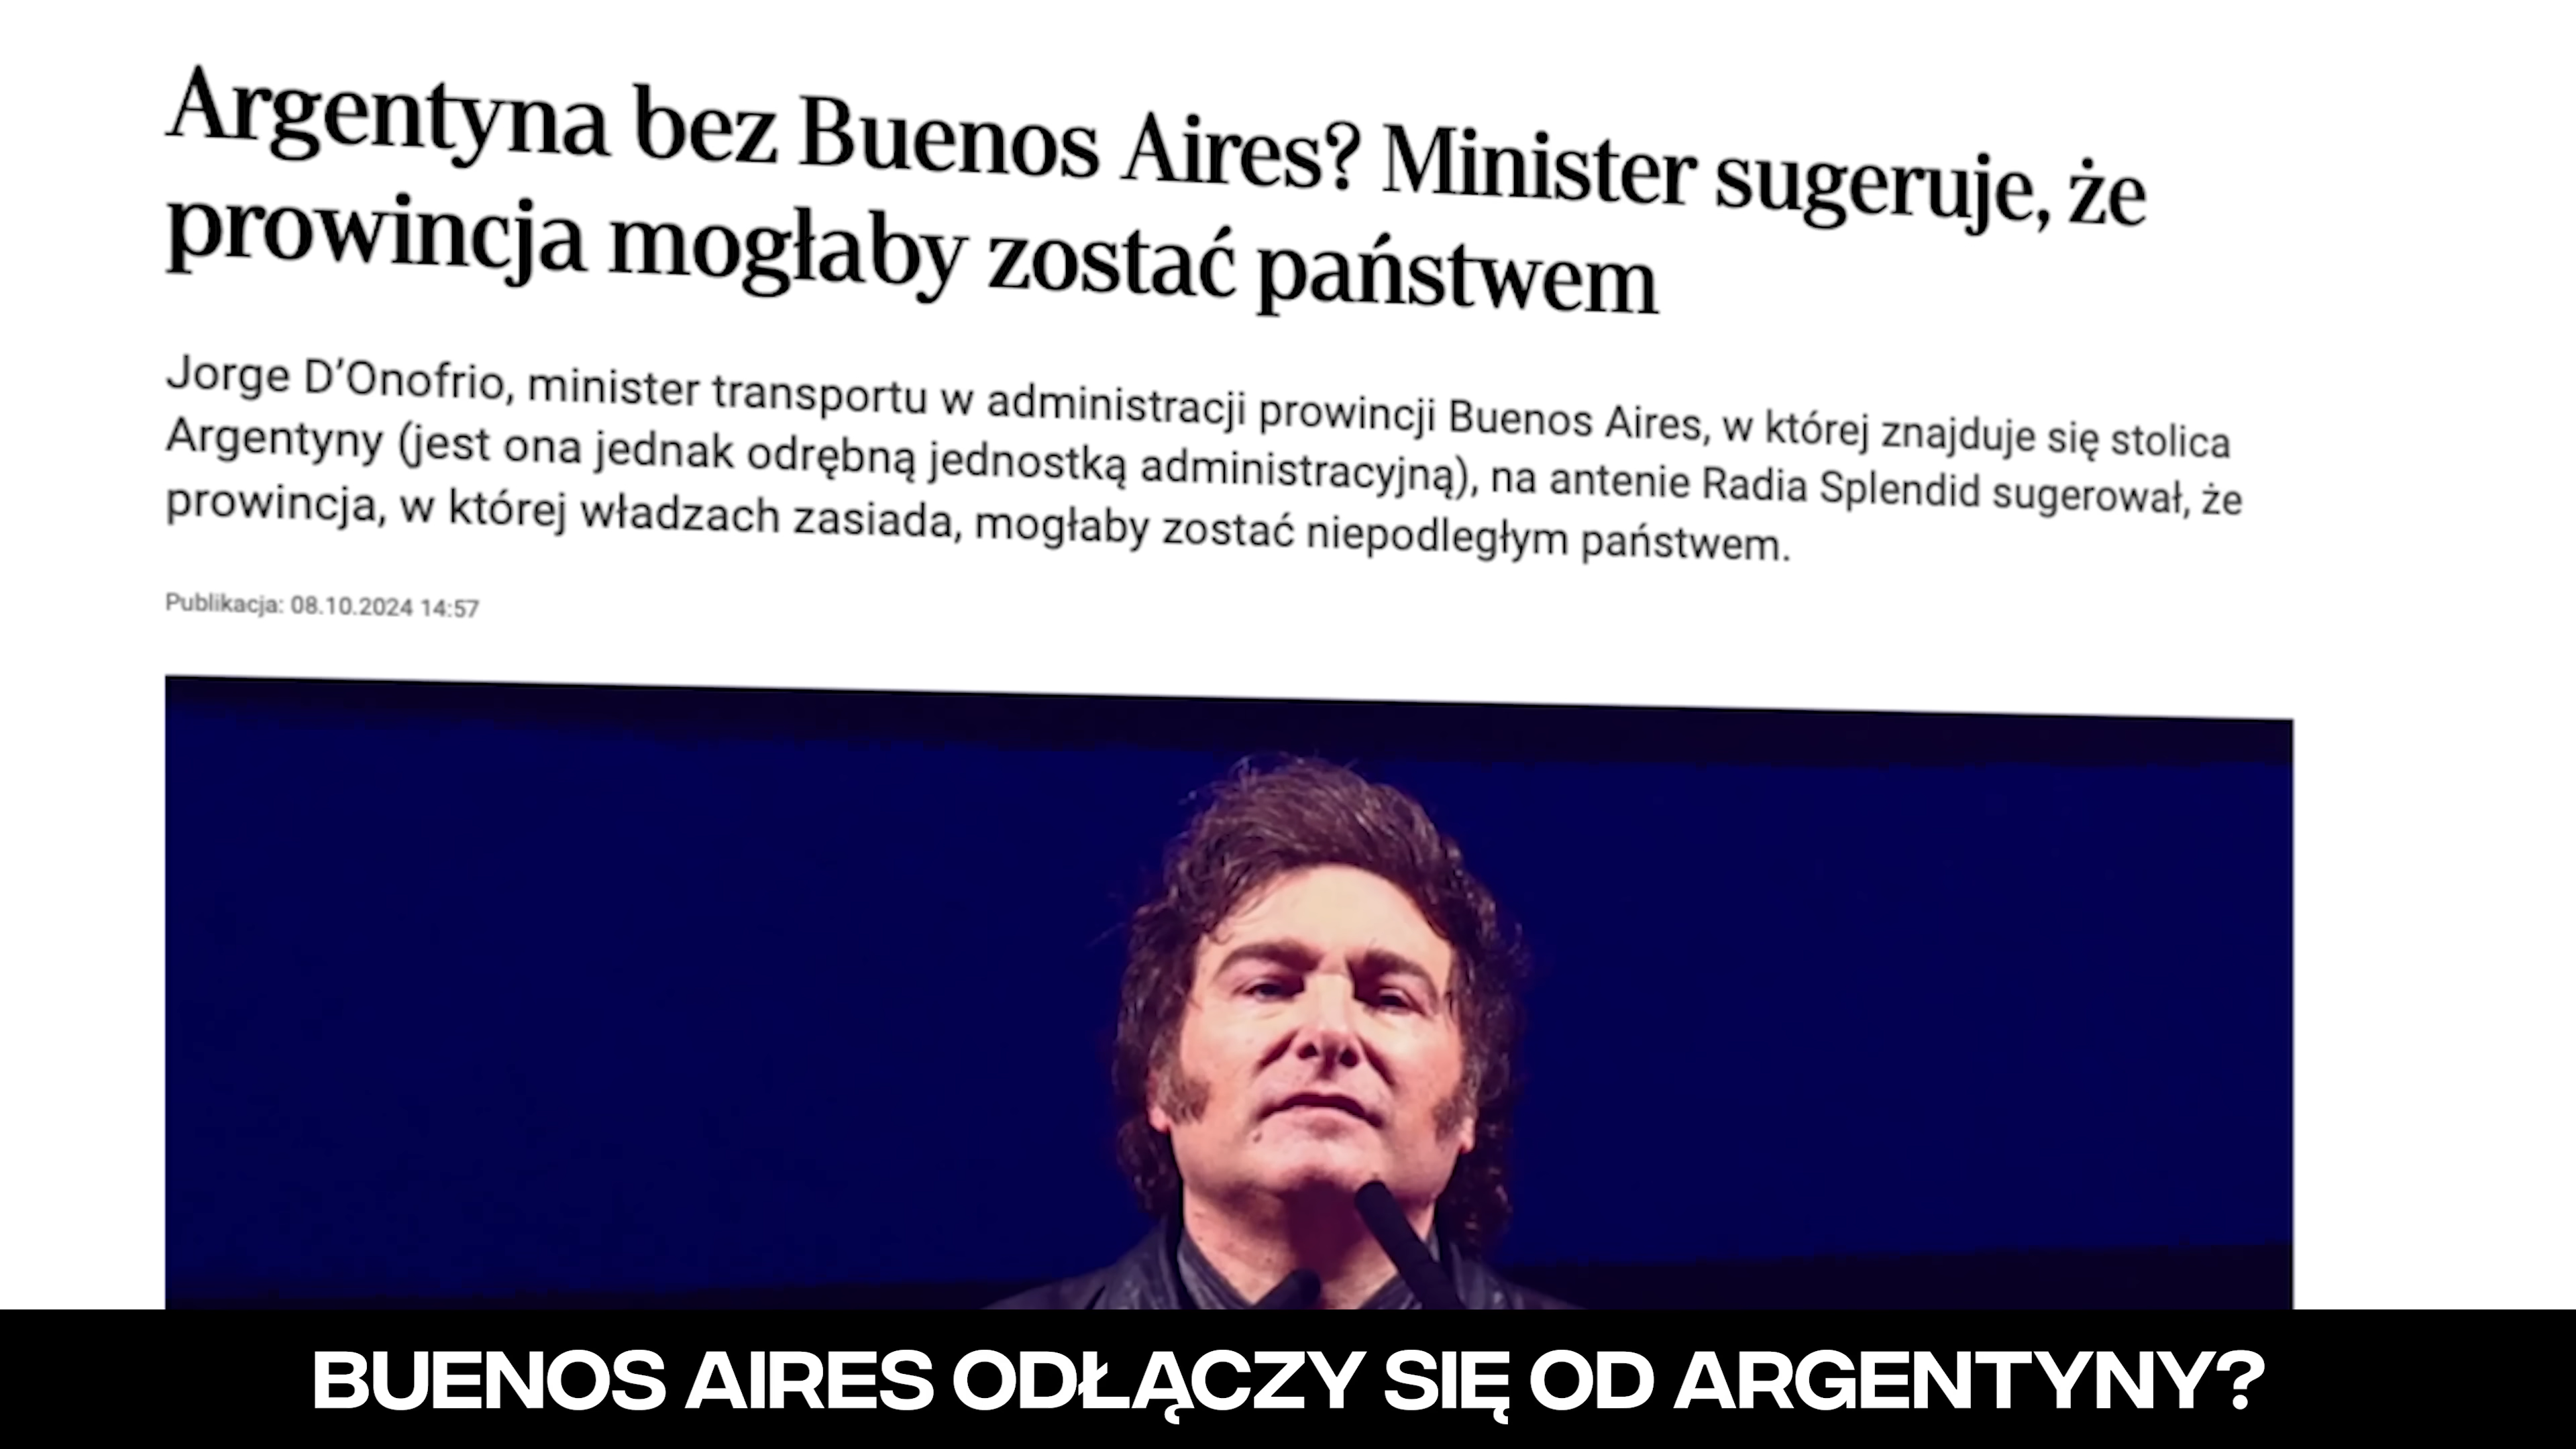 Argentyna bez Buenos Aires? Minister sugeruje, że
prowincja mogłaby zostać państwem
Jorge D’Onofrio, minister transportu w administracji prowincji Buenos Aires, w której znajduje się stolica
Argentyny (jest ona jednak odrębną jednostką administracyjną), na antenie Radia Splendid sugerował, że
prowincja, w której władzach zasiada, mogłaby zostać niepodległym państwem.
Publikacja: 08.10.2024 14:57
BUENOS AIRES ODŁĄCZY SIĘ OD ARGENTYNY?